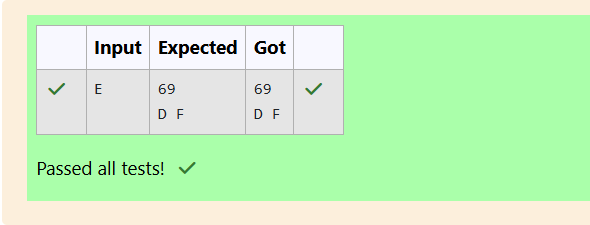 Input Expected Got
E 69 69
D F D F
Passed all tests!